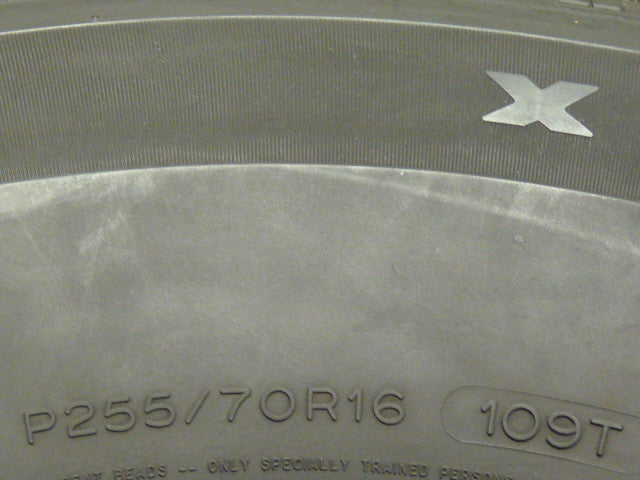 X
P255/70R16 109T
BEADS -- ONLY SPECIALLY TRAINED